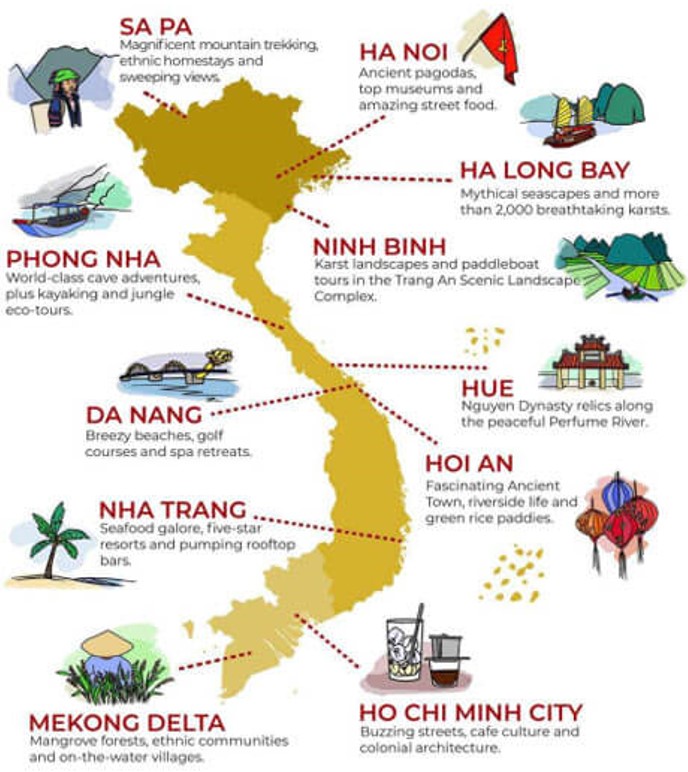 SA PA
Magnificent mountain trekking,
ethnic homestays and
sweeping views.
HA NOI
Ancient pagodas,
top museums and
amazing street food.
HA LONG BAY
Mythical seascapes and more
than 2,000 breathtaking karsts.
NINH BINH
Karst landscapes and paddleboat
tours in the Trang An Scenic Landscape
Complex.
PHONG NHA
World-class cave adventures,
plus kayaking and jungle
eco-tours.
HUE
Nguyen Dynasty relics along
the peaceful Perfume River.
DA NANG
Breezy beaches, golf
courses and spa retreats.
HOI AN
Fascinating Ancient
Town, riverside life and
green rice paddies.
NHA TRANG
Seafood galore, five-star
resorts and pumping rooftop
bars.
MEKONG DELTA
Mangrove forests, ethnic communities
and on-the-water villages.
HO CHI MINH CITY
Buzzing streets, cafe culture and
colonial architecture.